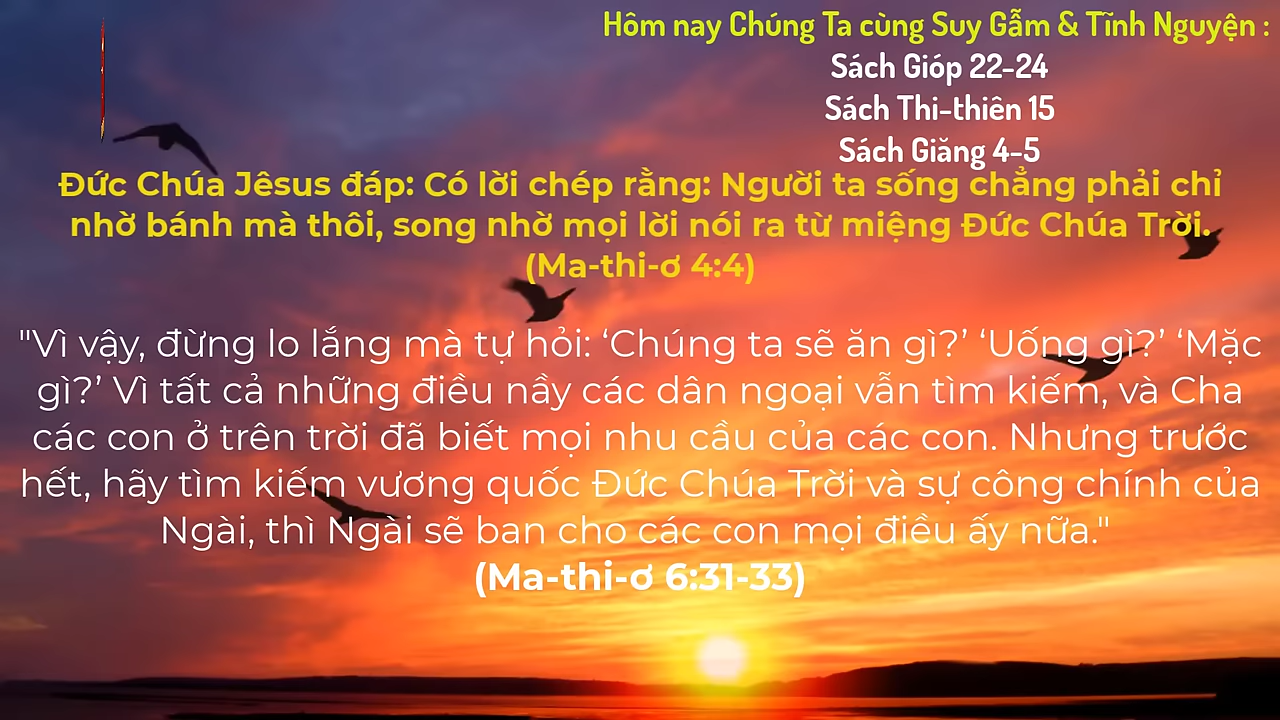 Hôm nay Chúng Ta cùng Suy Gẫm & Tĩnh Nguyện :
Sách Gióp 22-24
Sách Thi-thiên 15
Sách Giăng 4-5
Đức Chúa Jêsus đáp: Có lời chép rằng: Người ta sống chẳng phải chỉ
nhờ bánh mà thôi, song nhờ mọi lời nói ra từ miệng Đức Chúa Trời.
(Ma-thi-ơ 4:4)
"Vì vậy, đừng lo lắng mà tự hỏi: ‘Chúng ta sẽ ăn gì?’ ‘Uống gì?’ ‘Mặc
gì?’ Vì tất cả những điều nầy các dân ngoại vẫn tìm kiếm, và Cha
các con ở trên trời đã biết mọi nhu cầu của các con. Nhưng trước
hết, hãy tìm kiếm vương quốc Đức Chúa Trời và sự công chính của
Ngài, thì Ngài sẽ ban cho các con mọi điều ấy nữa."
(Ma-thi-ơ 6:31-33)